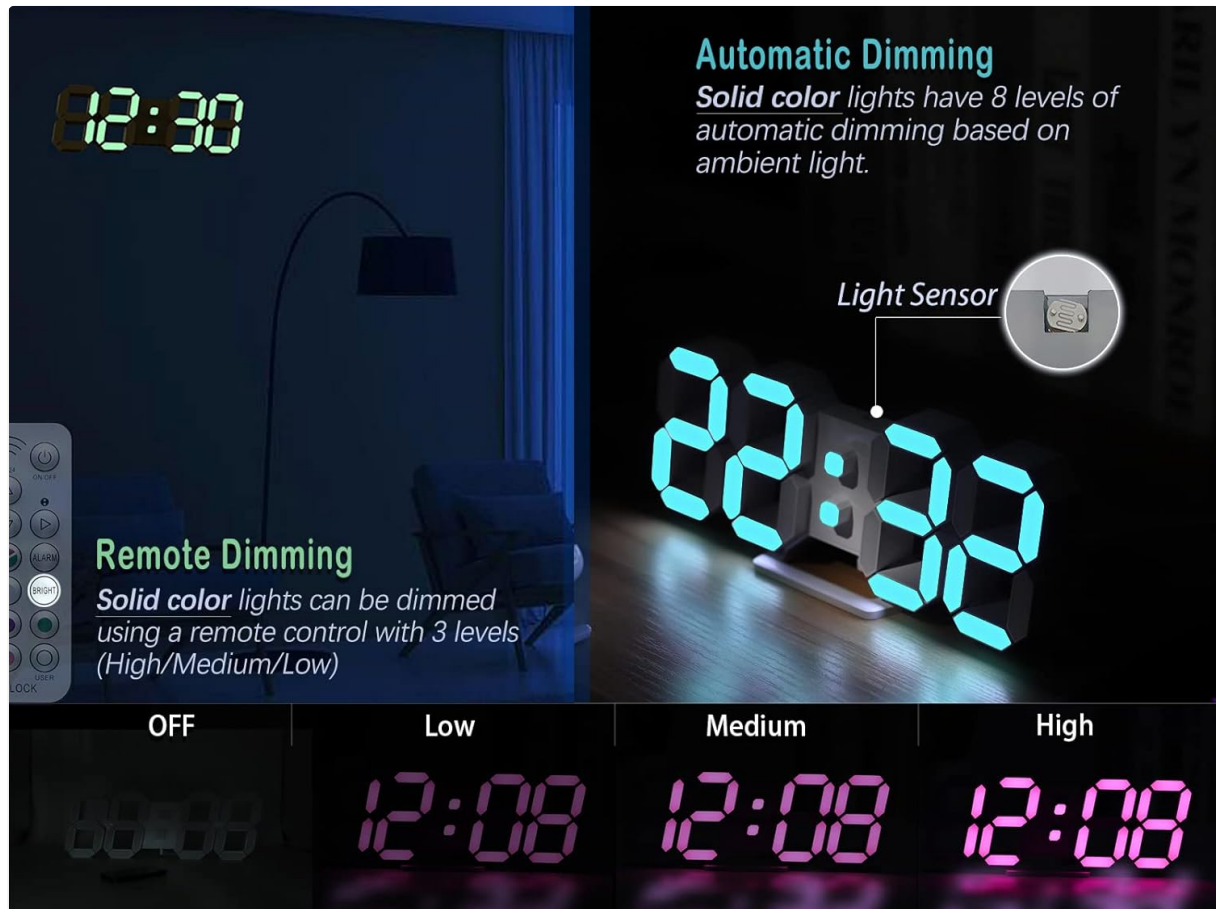 12:30
Automatic Dimming
Solid color lights have 8 levels of
automatic dimming based on
ambient light.
Light Sensor
22:32
ON·OFF
ALARM
BRIGHT
USER
LOCK
Remote Dimming
Solid color lights can be dimmed
using a remote control with 3 levels
(High/Medium/Low)
OFF
Low
Medium
High
12:08
12:08
12:08